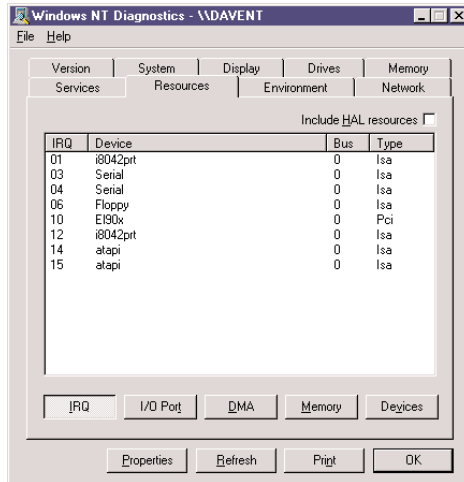 Windows NT Diagnostics - \\DAVENT
File Help
Version System Display Drives Memory
Services Resources Environment Network
Include HAL resources
IRQ Device Bus Type
01 i8042prt 0 Isa
03 Serial 0 Isa
04 Serial 0 Isa
06 Floppy 0 Isa
10 El90x 0 Pci
12 i8042prt 0 Isa
14 atapi 0 Isa
15 atapi 0 Isa
IRQ I/O Port DMA Memory Devices
Properties Refresh Print OK